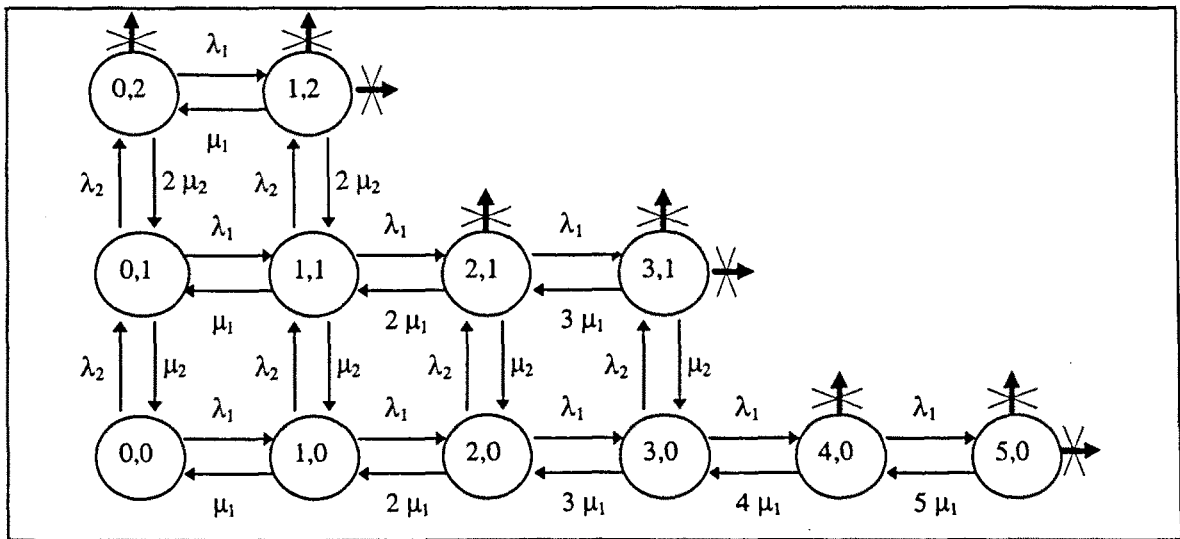 λ₁
0,2 1,2
μ₁
λ₂ 2 μ₂ λ₂ 2 μ₂
λ₁ λ₁ λ₁
0,1 1,1 2,1 3,1
μ₁ 2 μ₁ 3 μ₁
λ₂ μ₂ λ₂ μ₂ λ₂ μ₂ λ₂ μ₂
λ₁ λ₁ λ₁ λ₁ λ₁
0,0 1,0 2,0 3,0 4,0 5,0
μ₁ 2 μ₁ 3 μ₁ 4 μ₁ 5 μ₁